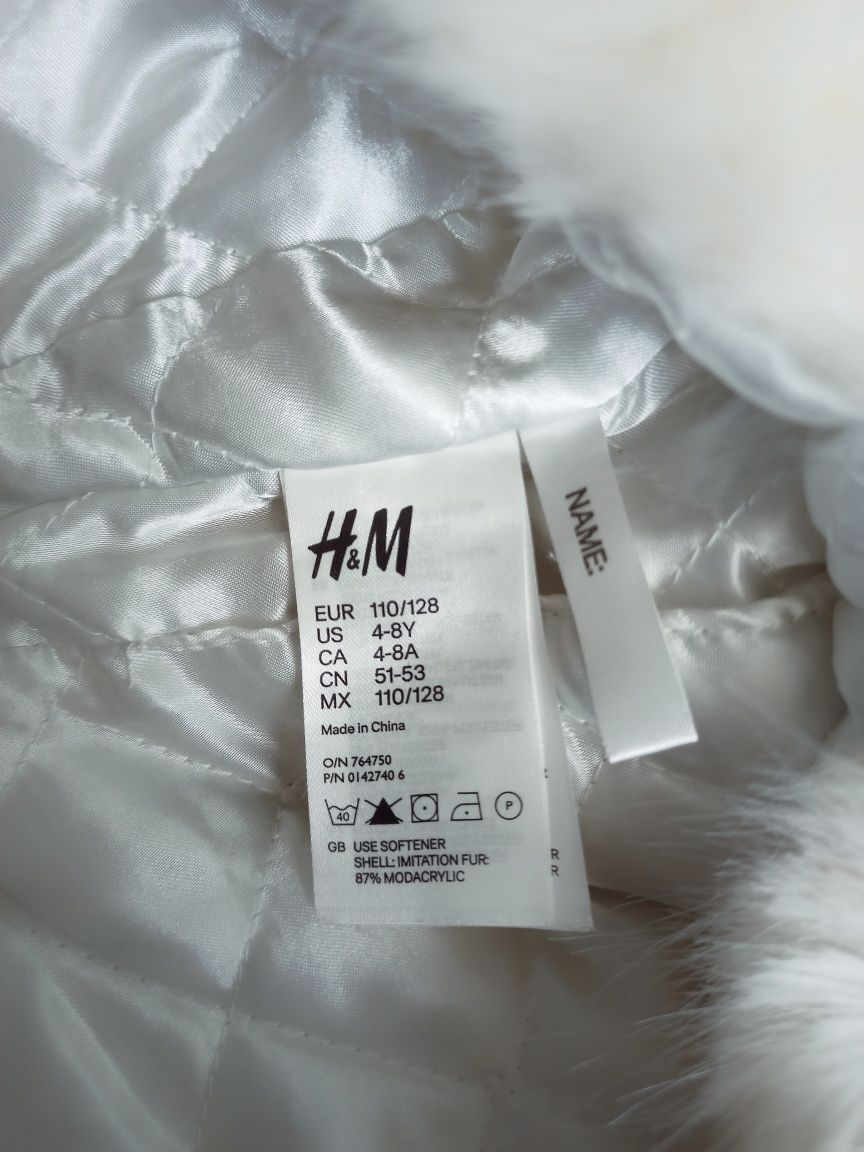 H&M
EUR 110/128
US 4-8Y
CA 4-8A
CN 51-53
MX 110/128
Made in China
O/N 764750
P/N 0142740 6
40
P
GB USE SOFTENER
SHELL: IMITATION FUR:
87% MODACRYLIC
R
R
NAME: